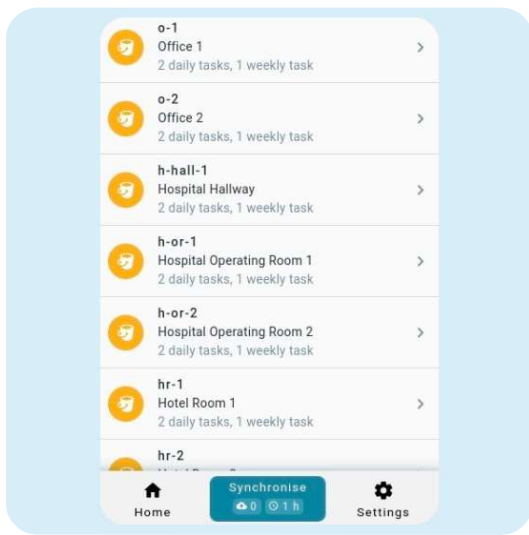 o-1
Office 1
2 daily tasks, 1 weekly task
o-2
Office 2
2 daily tasks, 1 weekly task
h-hall-1
Hospital Hallway
2 daily tasks, 1 weekly task
h-or-1
Hospital Operating Room 1
2 daily tasks, 1 weekly task
h-or-2
Hospital Operating Room 2
2 daily tasks, 1 weekly task
hr-1
Hotel Room 1
2 daily tasks, 1 weekly task
hr-2
Synchronise
0 1 h
Home
Settings